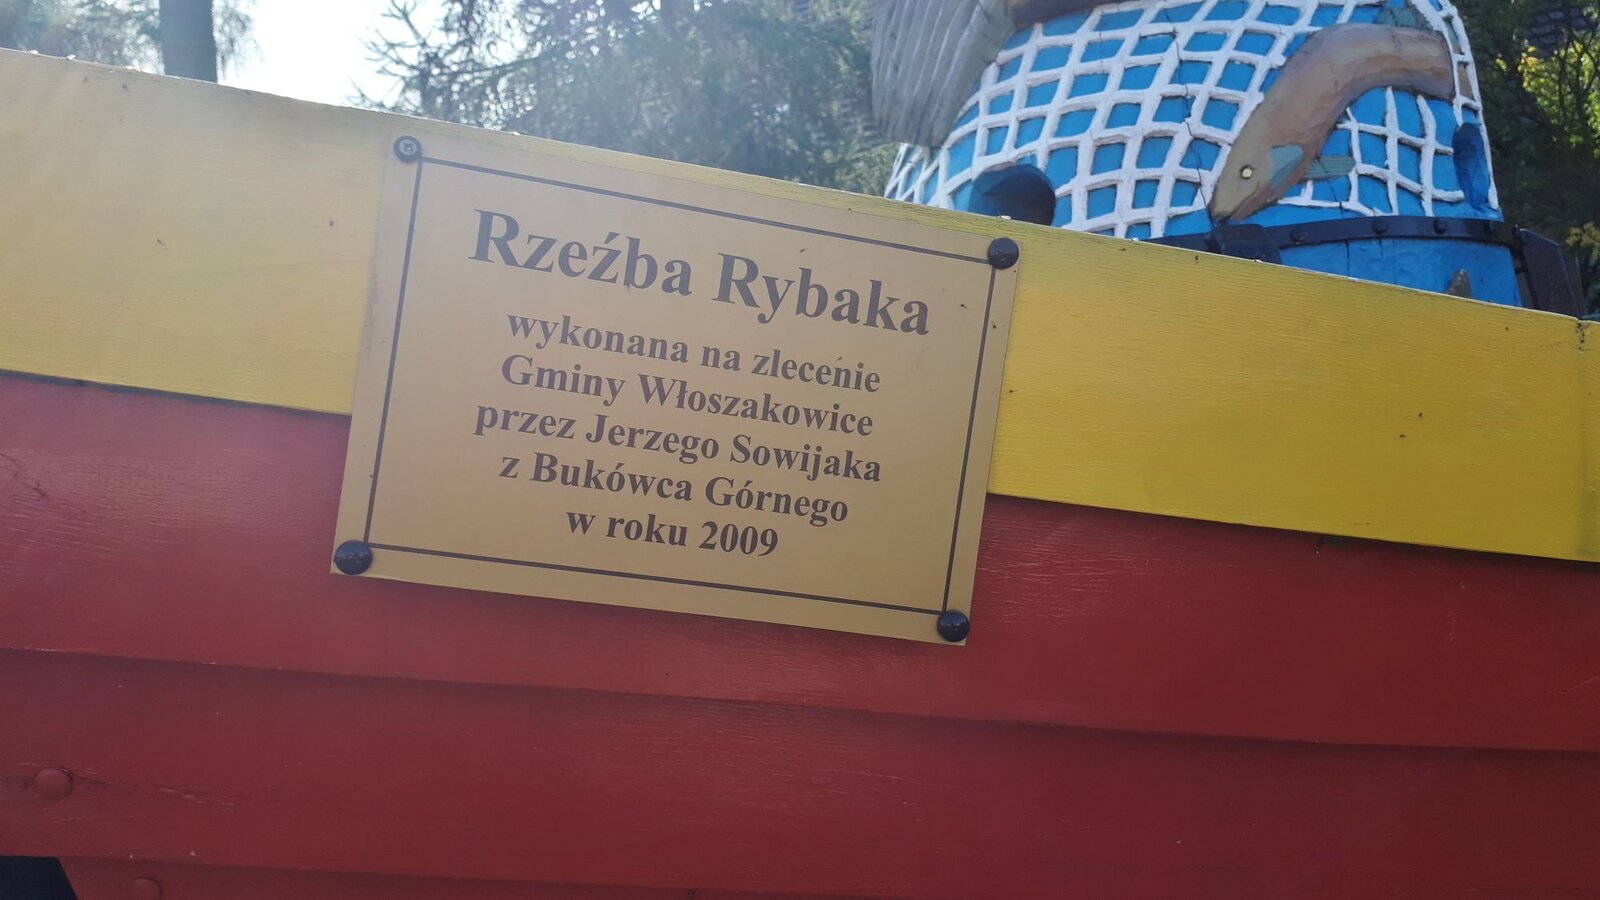 Rzeźba Rybaka
wykonana na zlecenie
Gminy Włoszakowice
przez Jerzego Sowijaka
z Bukówca Górnego
w roku 2009